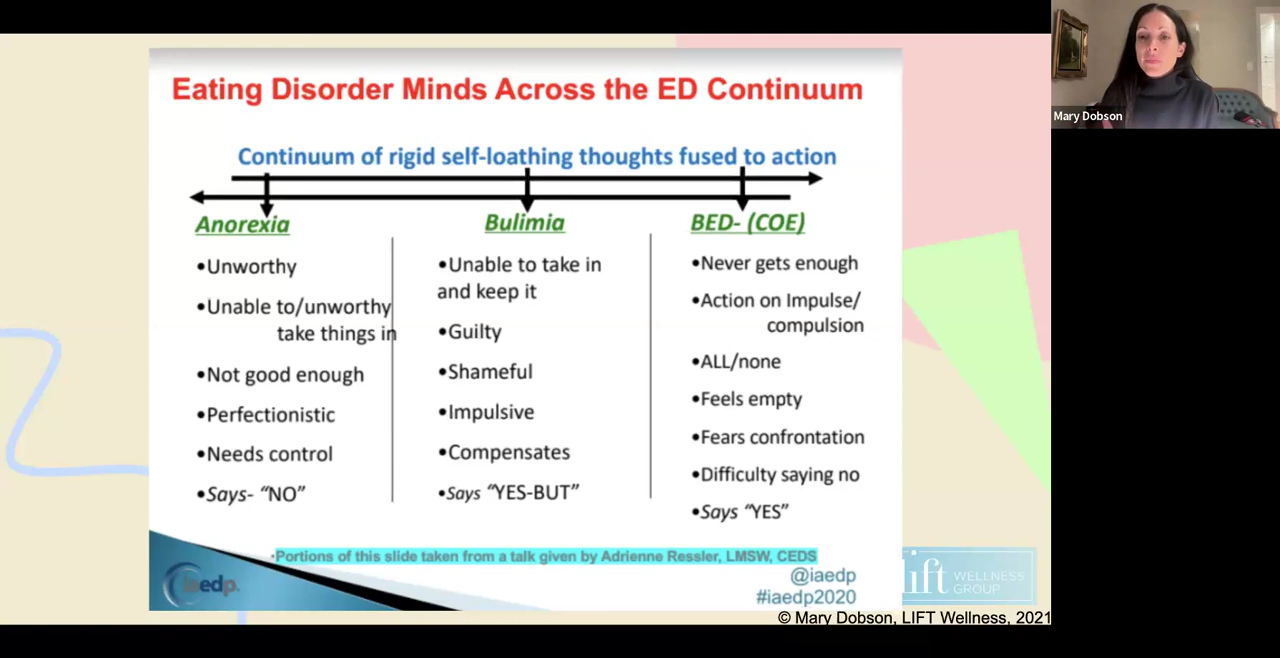 Eating Disorder Minds Across the ED Continuum
Continuum of rigid self-loathing thoughts fused to action
Anorexia
•Unworthy
•Unable to/unworthy
take things in
•Not good enough
•Perfectionistic
•Needs control
•Says- “NO”
Bulimia
•Unable to take in
and keep it
•Guilty
•Shameful
•Impulsive
•Compensates
•Says “YES-BUT”
BED- (COE)
•Never gets enough
•Action on Impulse/
compulsion
•ALL/none
•Feels empty
•Fears confrontation
•Difficulty saying no
•Says “YES”
•Portions of this slide taken from a talk given by Adrienne Ressler, LMSW, CEDS
iaedp.
@iaedp
#iaedp2020
lift
WELLNESS
GROUP
© Mary Dobson, LIFT Wellness, 2021
Mary Dobson